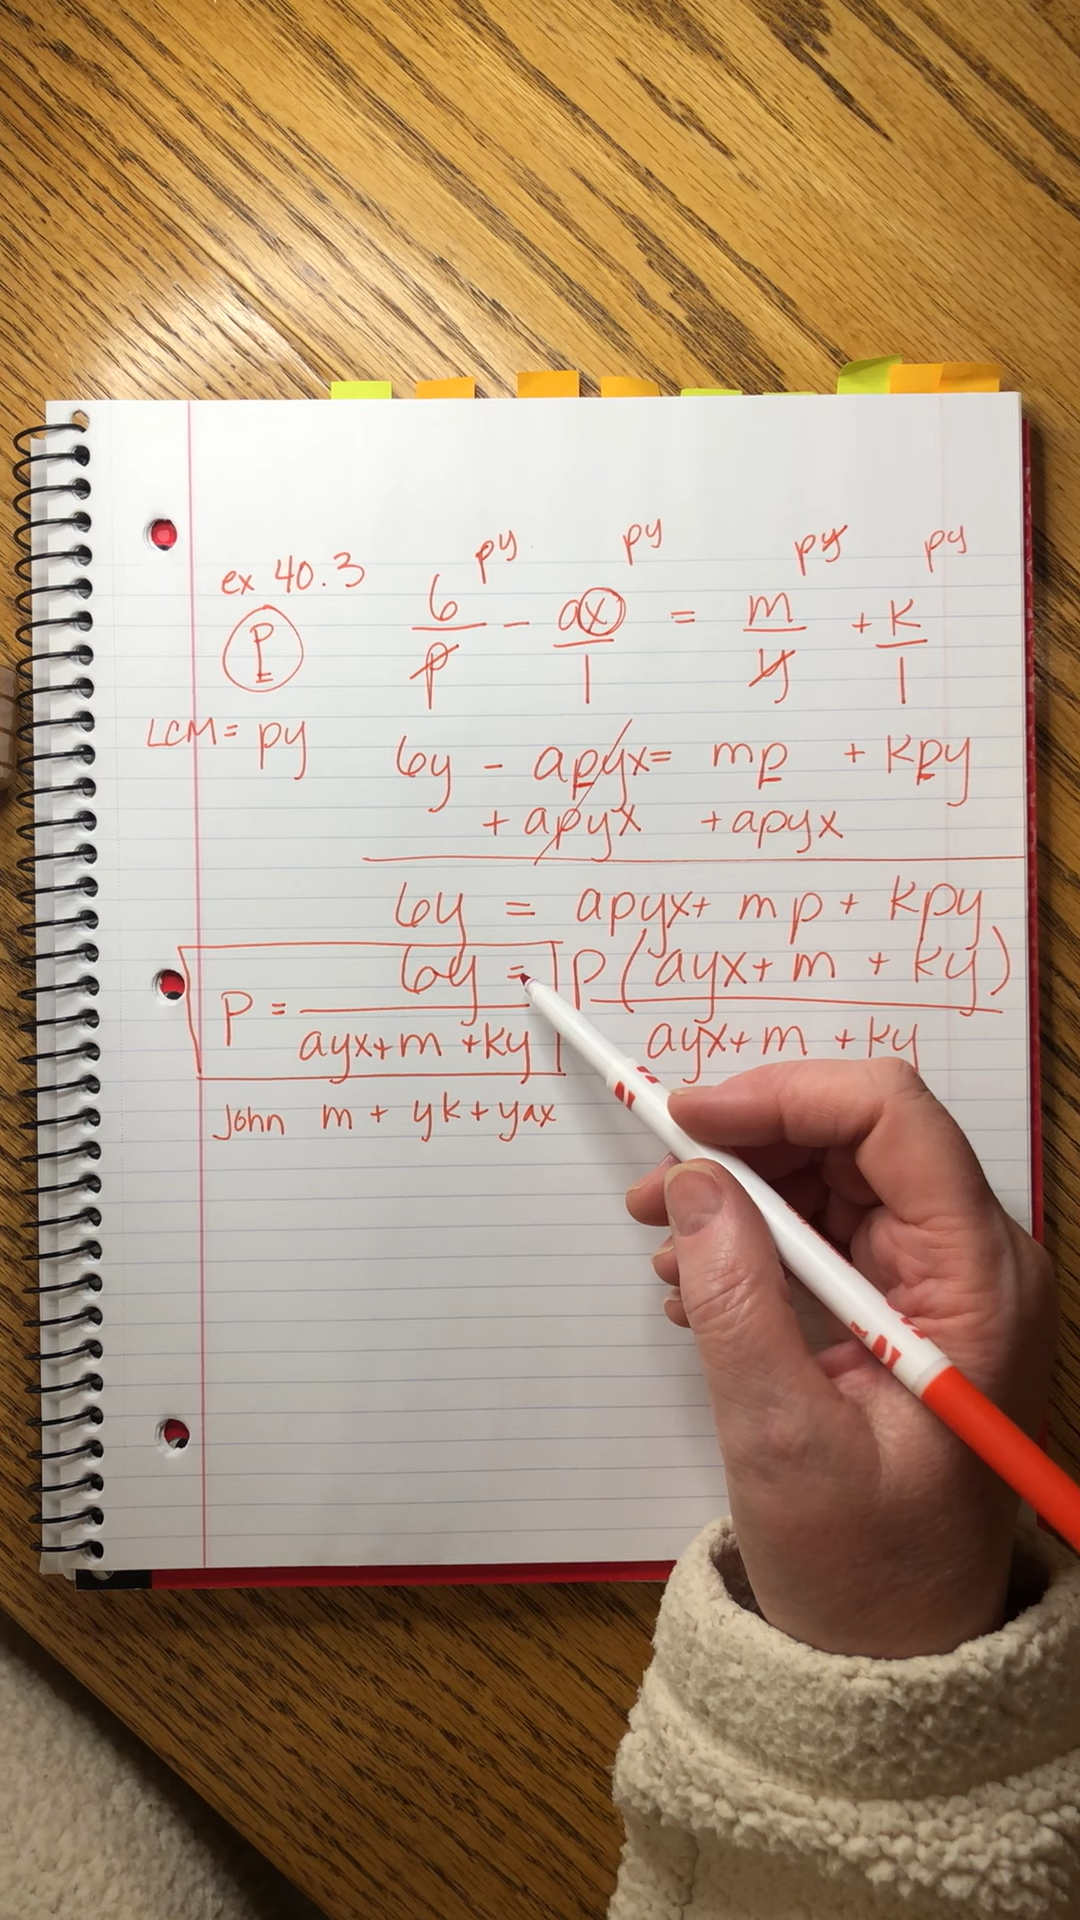 py py py py
ex 40.3 6/p - ax/1 = m/y + k/1
P
LCM = py 6y - apyx = mp + kpy
+ apyx + apyx
6y = apyx + mp + kpy
6y = p(ayx + m + ky)
P = ayx + m + ky ayx + m + ky
John m + yk + yax